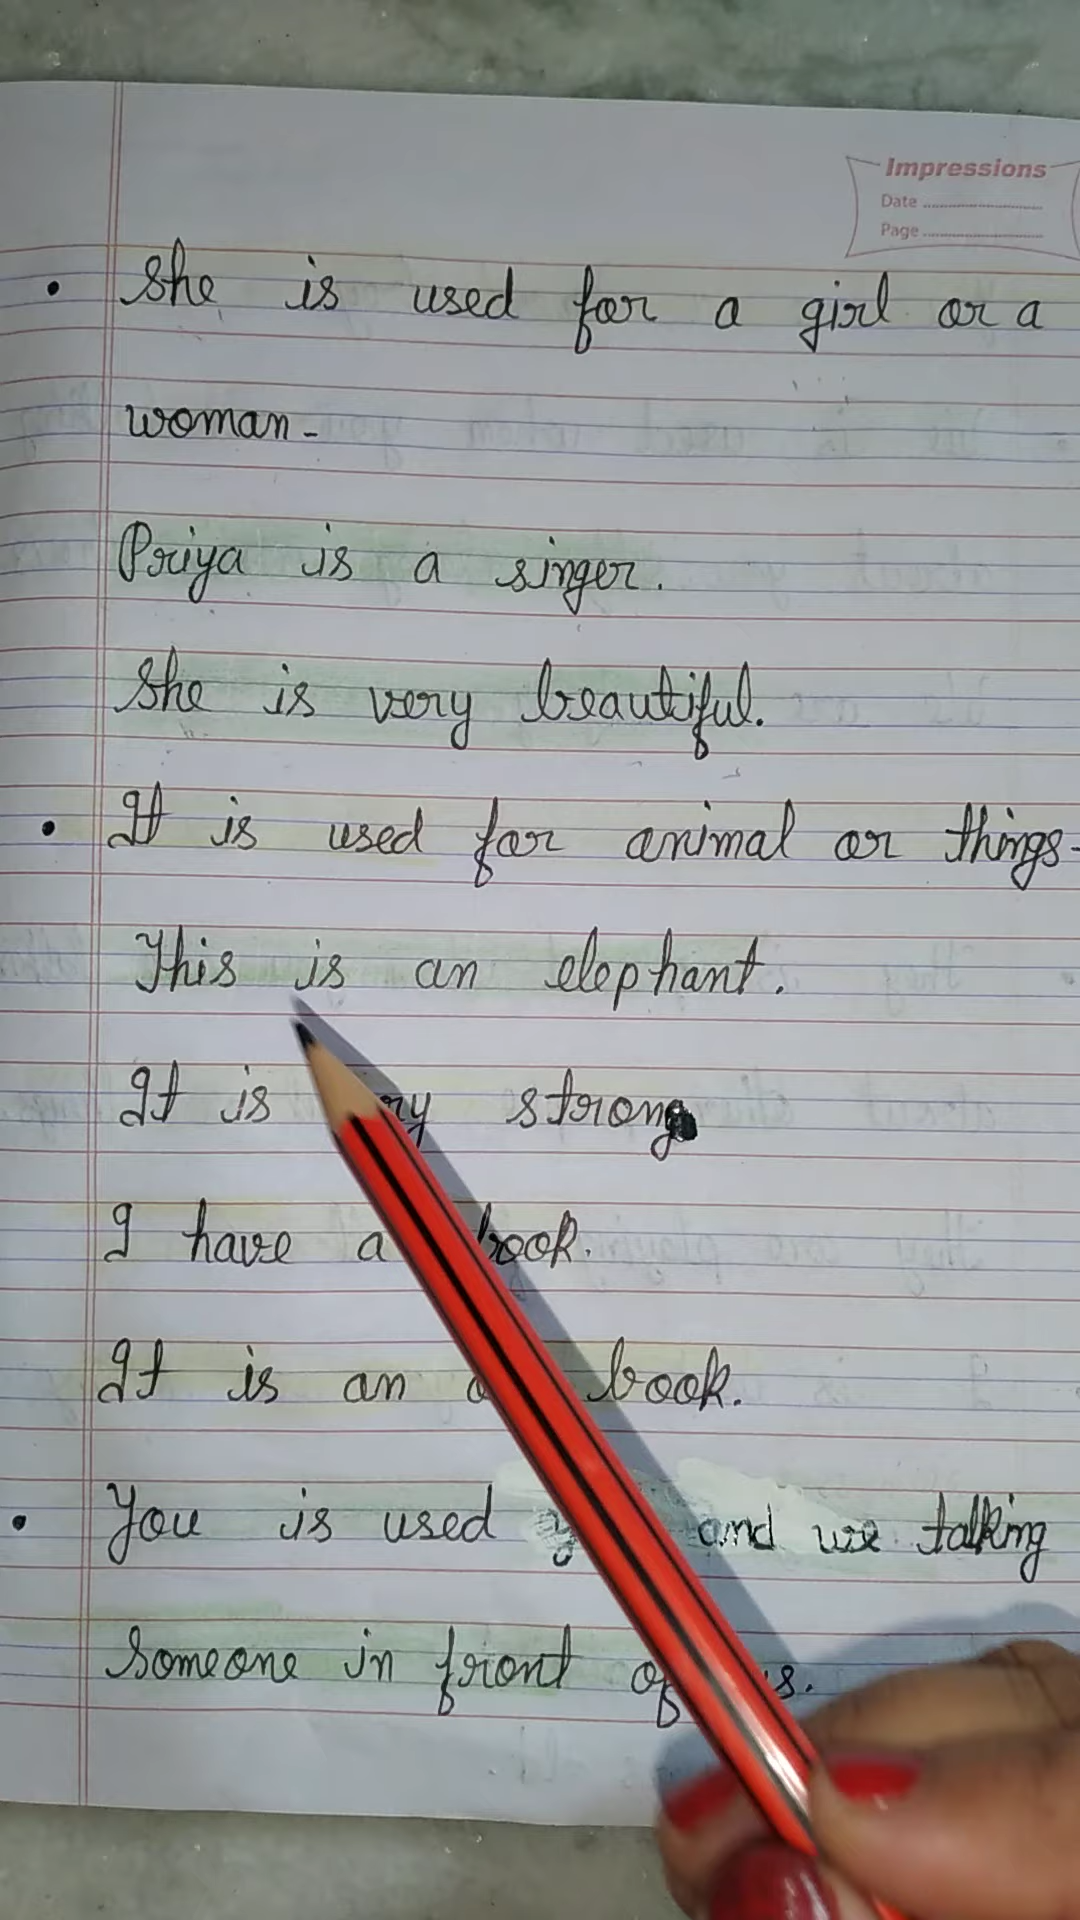 Impressions
Date
Page
• She is used for a girl or a
woman -
Priya is a singer.
She is very beautiful.
• It is used for animal or things -
This is an elephant.
It is strong
I have a book.
It is an book.
• You is used and we talking
Someone in front of